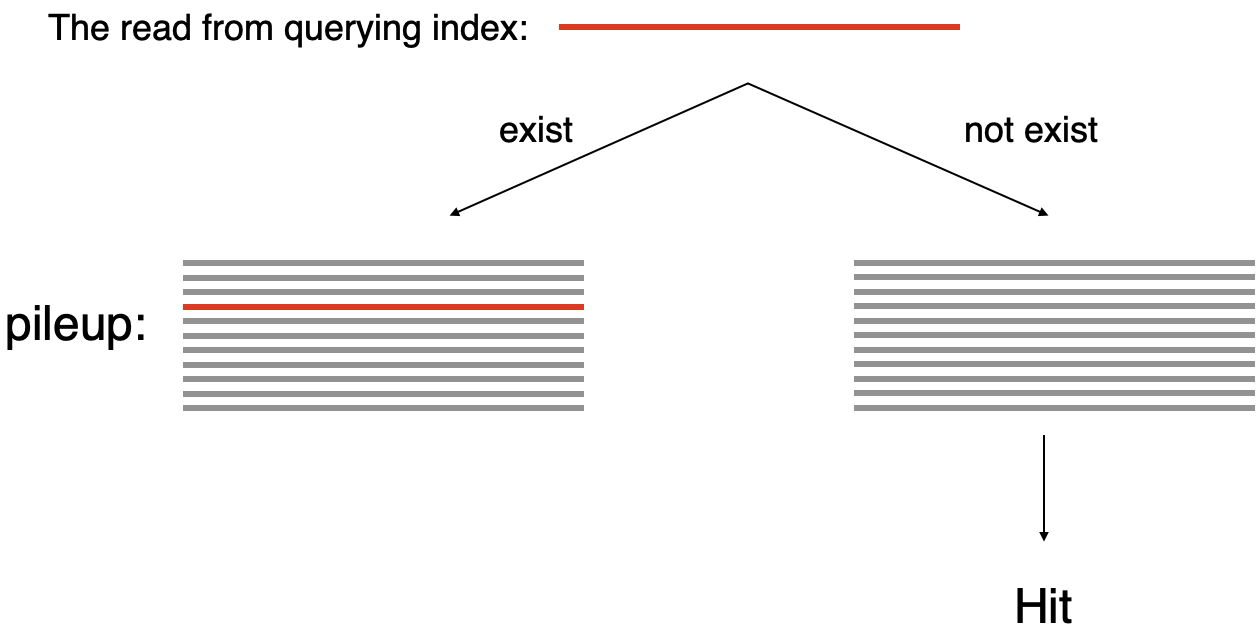 The read from querying index:
exist
not exist
pileup:
Hit